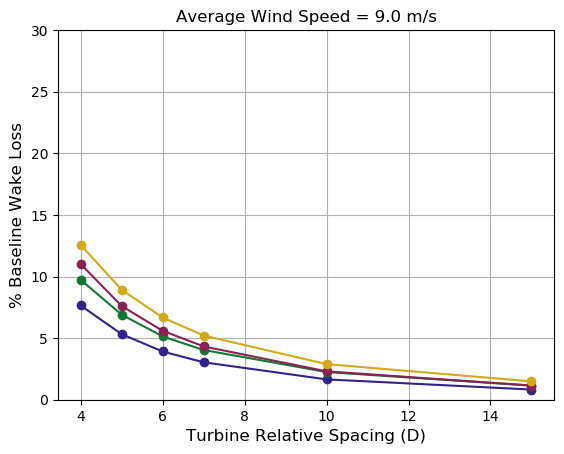 Average Wind Speed = 9.0 m/s
30
25
20
15
10
5
0
% Baseline Wake Loss
4 6 8 10 12 14
Turbine Relative Spacing (D)